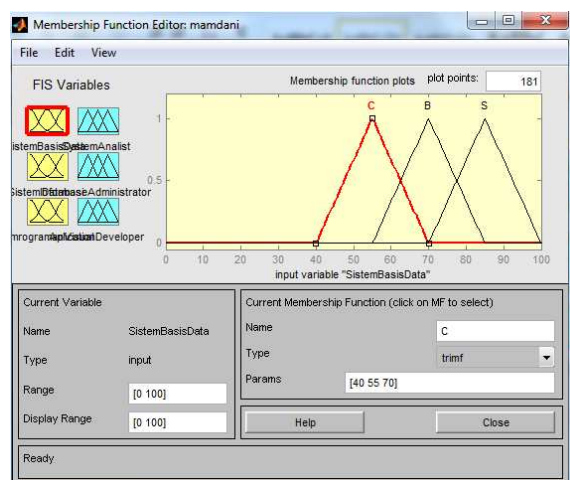 Membership Function Editor: mamdani
File Edit View
FIS Variables
Membership function plots plot points: 181
C B S
1
0.5
0
0 10 20 30 40 50 60 70 80 90 100
input variable "SistemBasisData"
Current Variable
Name SistemBasisData
Type input
Range [0 100]
Display Range [0 100]
Current Membership Function (click on MF to select)
Name C
Type trimf
Params [40 55 70]
Help Close
Ready